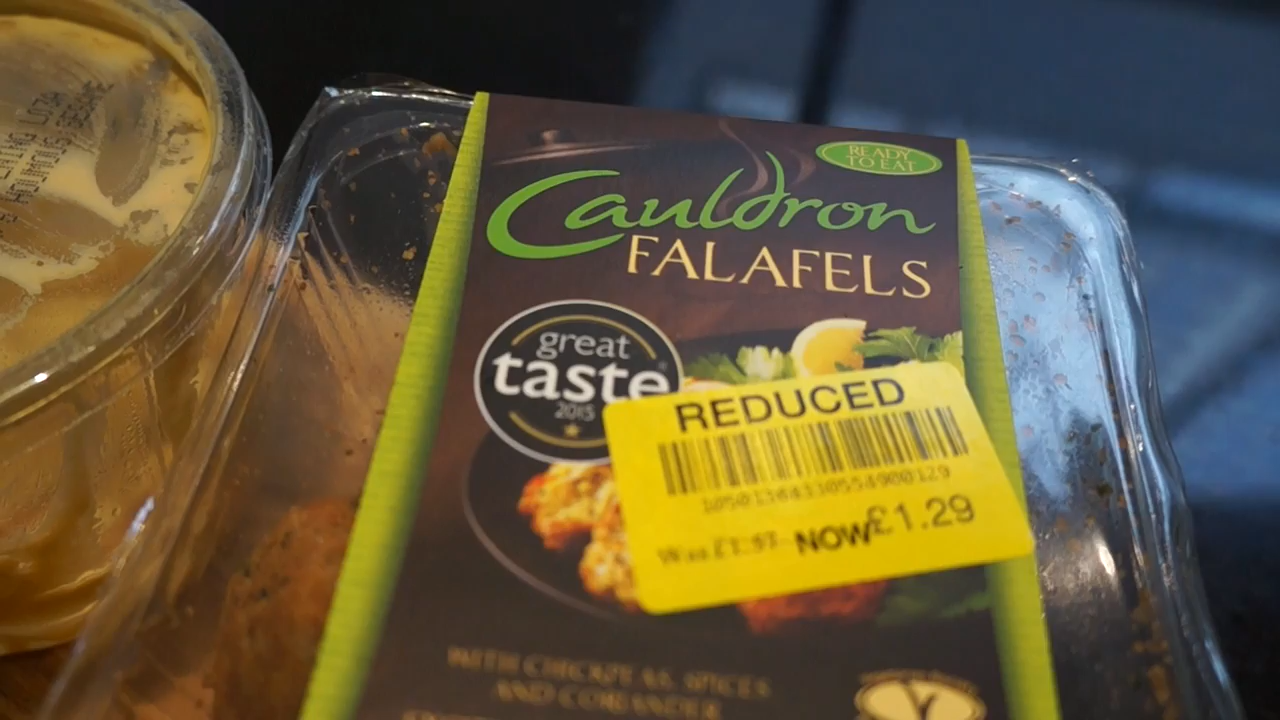 READY
TO EAT
Cauldron
FALAFELS
great
taste
2015
REDUCED
NOW £1.29
WITH CHICKPEAS, SPICES
AND CORIANDER
V